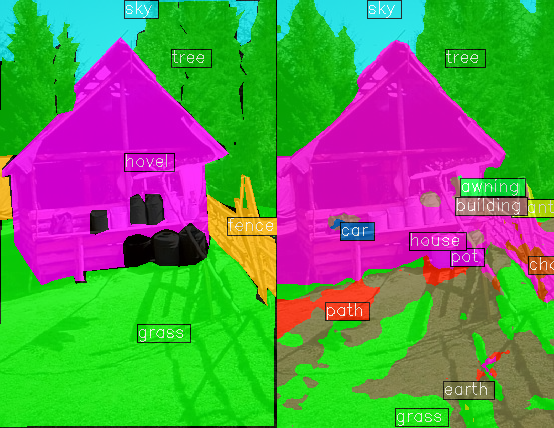 sky
tree
hovel
fence
grass
sky
tree
awning
building
car
house
pot
path
earth
grass